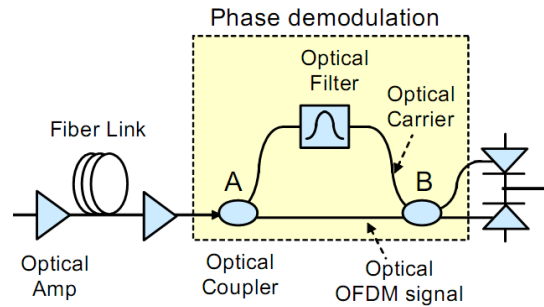 Phase demodulation
Optical
Filter
Optical
Carrier
Fiber Link
A
B
Optical
Amp
Optical
Coupler
Optical
OFDM signal